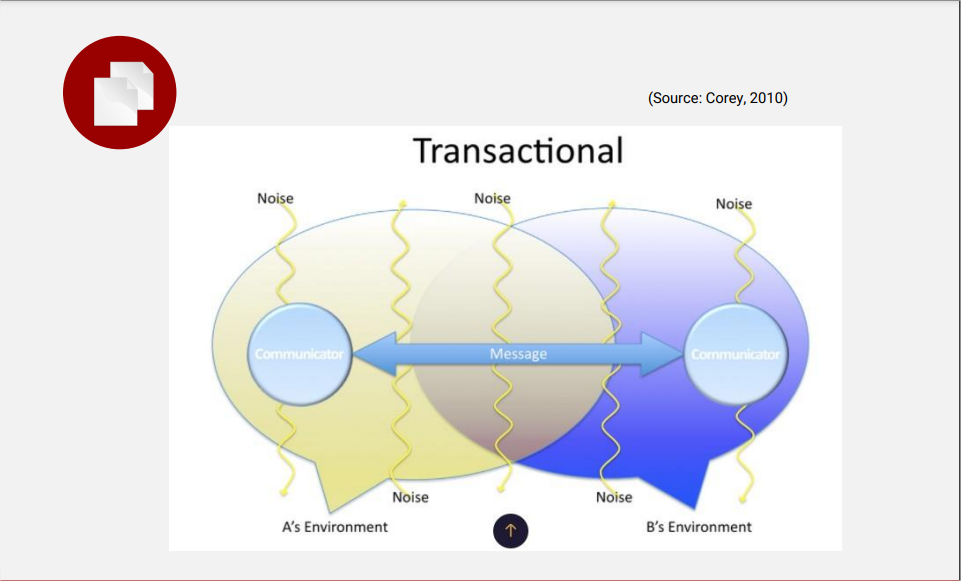 (Source: Corey, 2010)
Transactional
Noise
Noise
Noise
Communicator
Message
Communicator
Noise
Noise
A's Environment
B's Environment